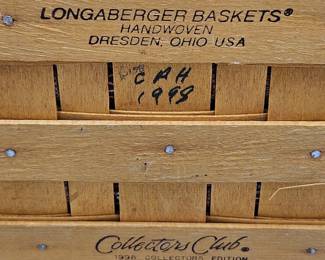 LONGABERGER BASKETS®
HANDWOVEN
DRESDEN, OHIO USA
CAH
1998
Collectors Club®
1998 COLLECTORS EDITION